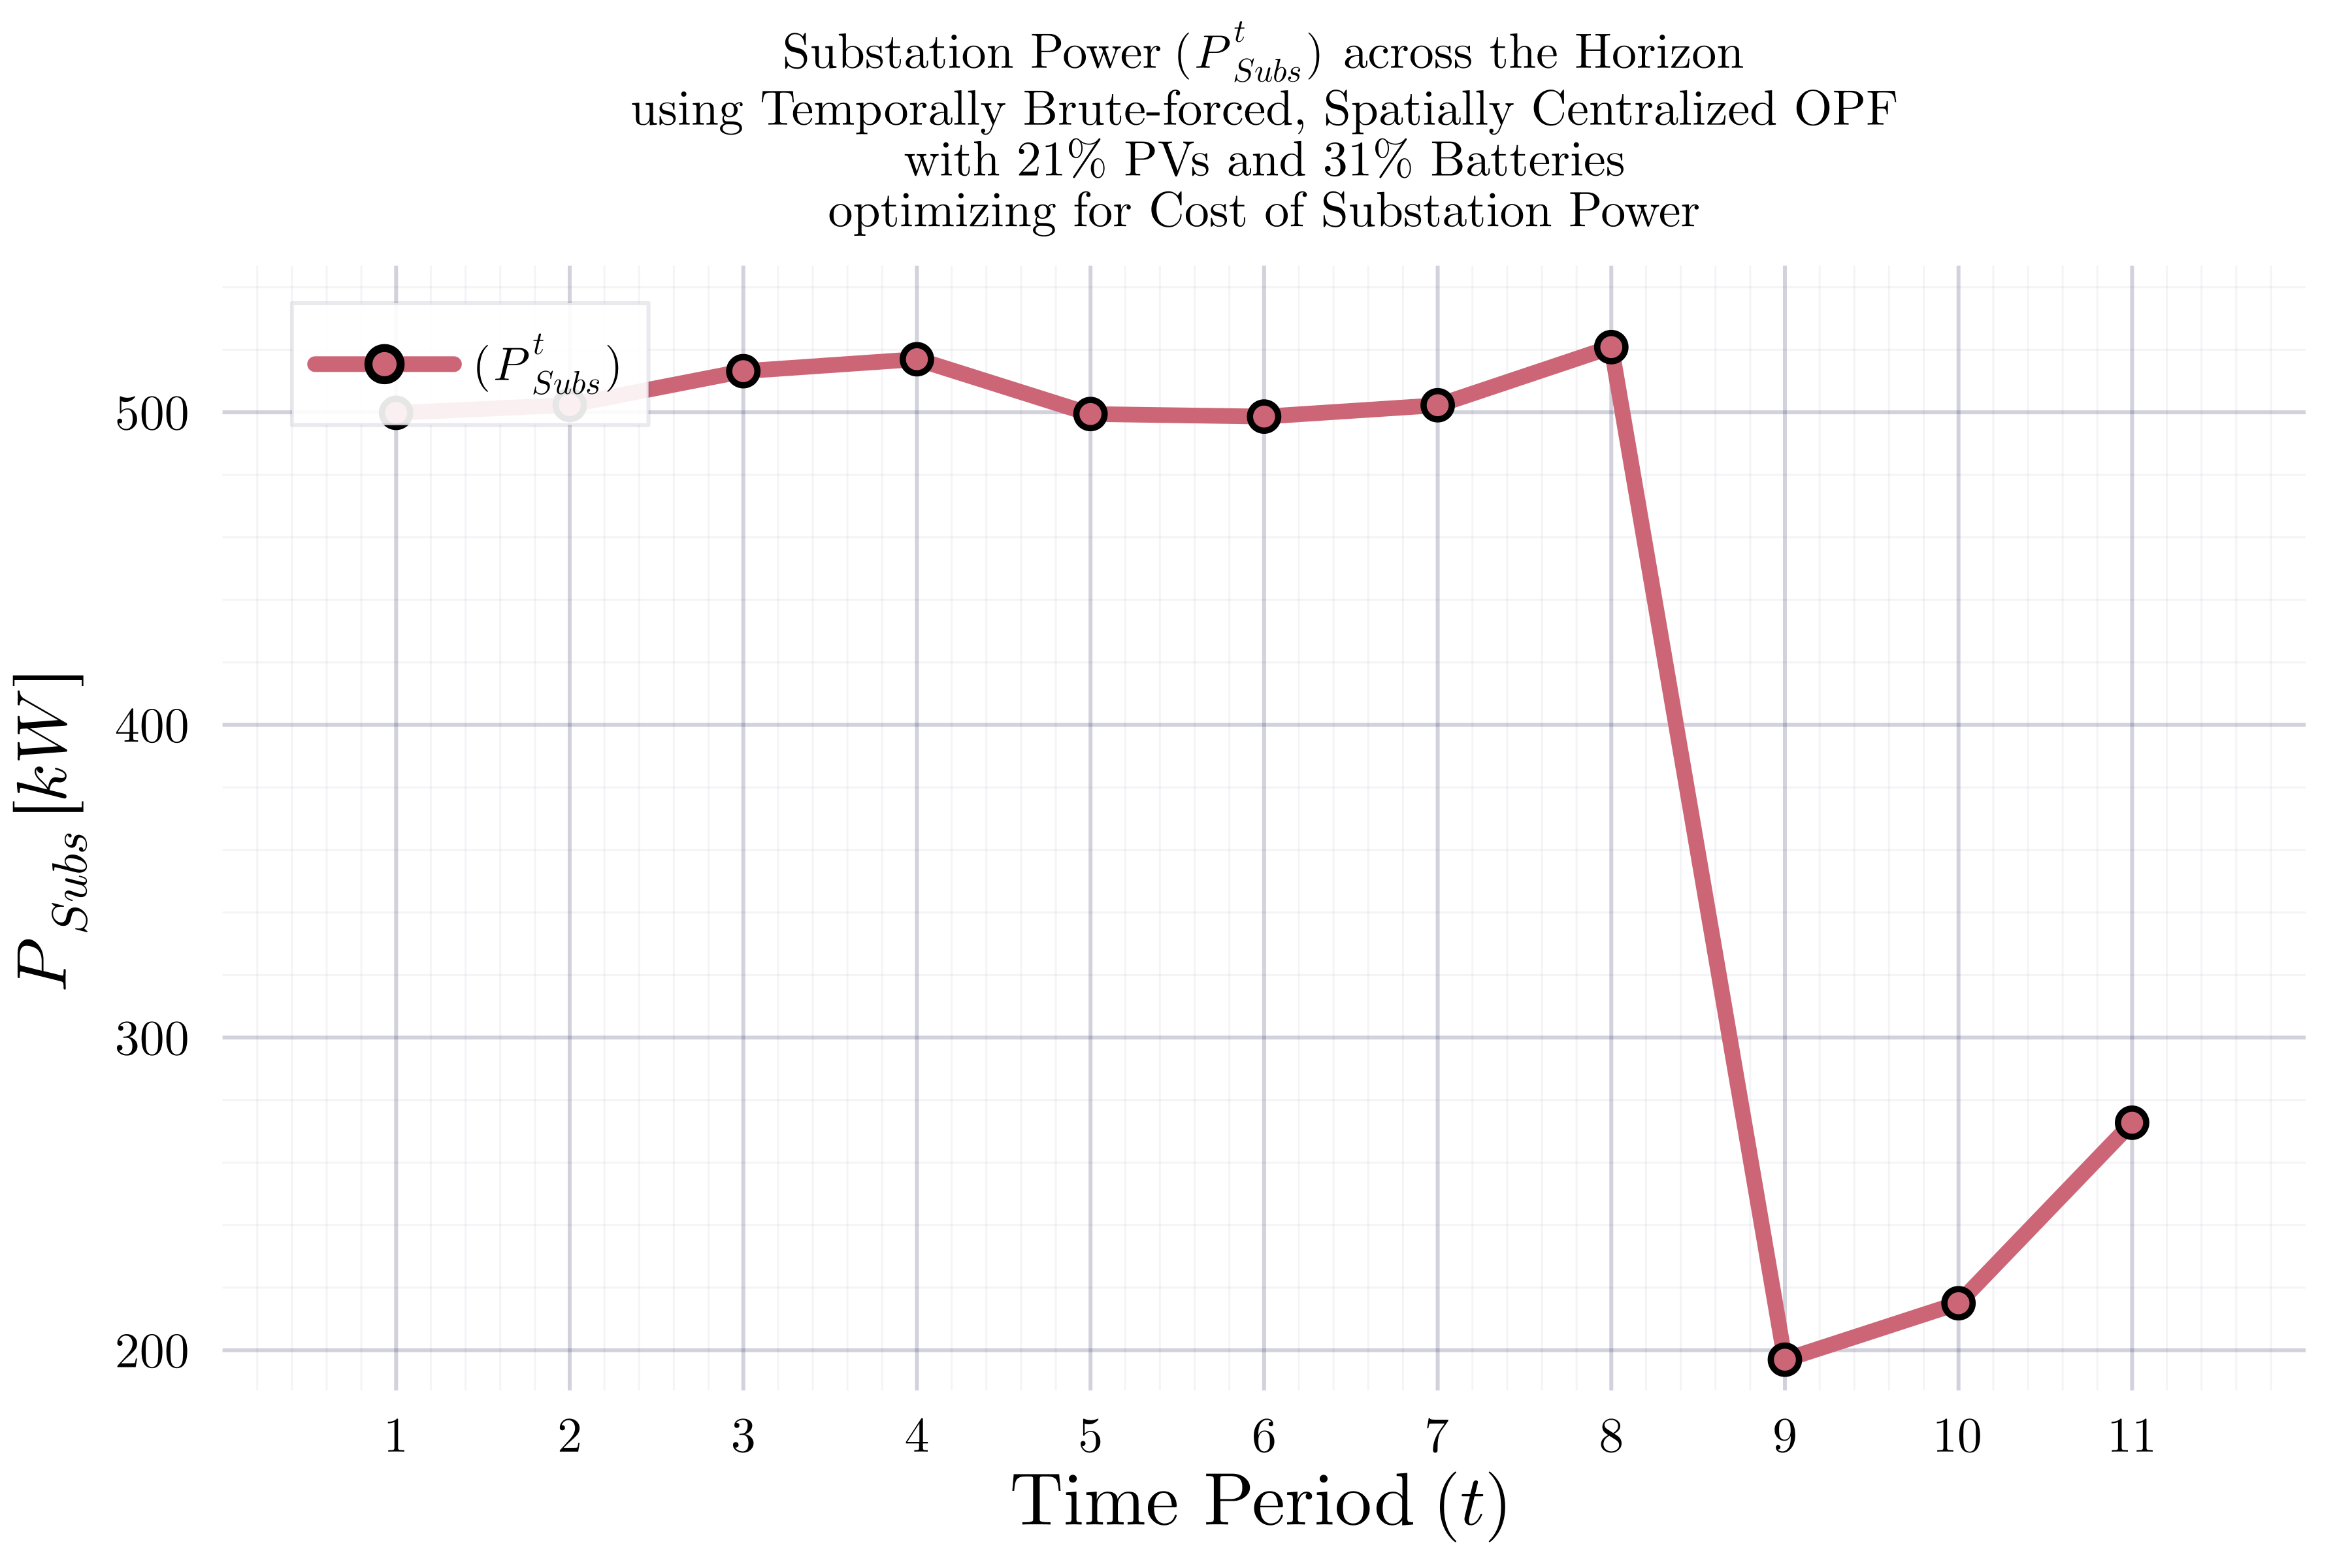 Substation Power (P^t_Subs) across the Horizon
using Temporally Brute-forced, Spatially Centralized OPF
with 21% PVs and 31% Batteries
optimizing for Cost of Substation Power
(P^t_Subs)
500
400
300
200
P_Subs [kW]
1 2 3 4 5 6 7 8 9 10 11
Time Period (t)